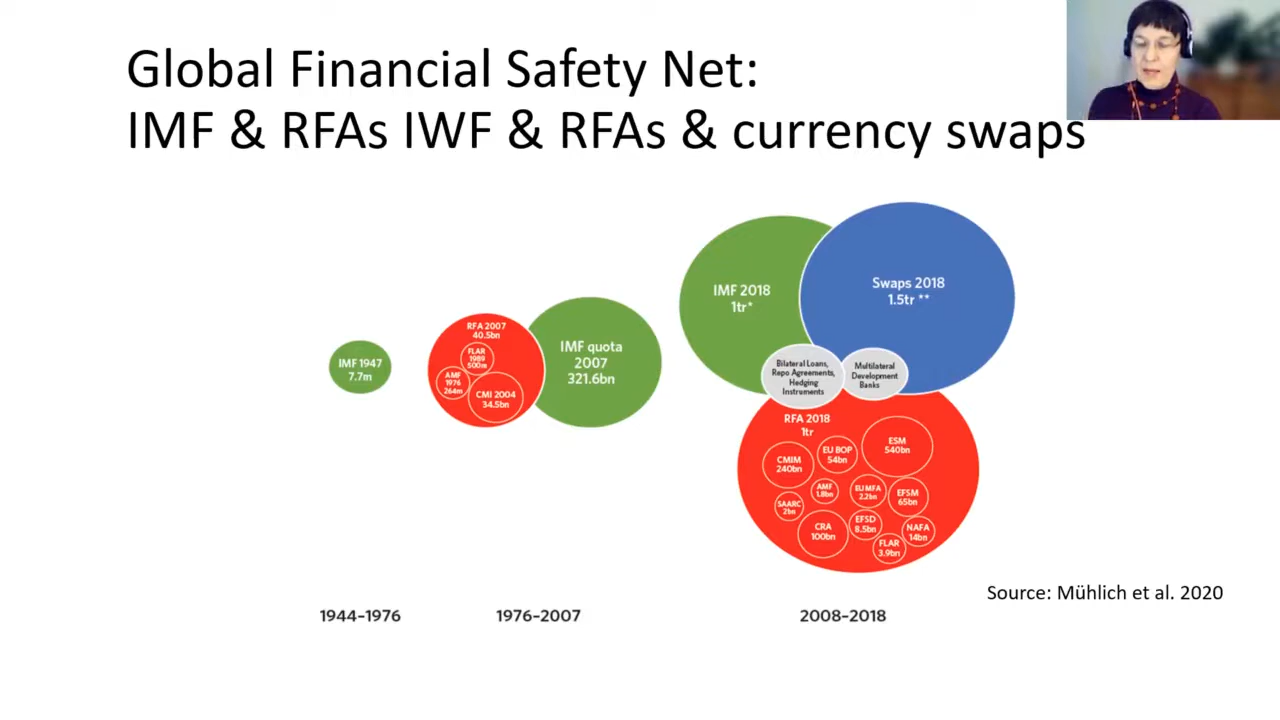 Global Financial Safety Net:
IMF & RFAs IWF & RFAs & currency swaps
IMF 1947
7.7m
RFA 2007
40.5bn
FLAR
1989
500m
AMF
1976
264m
CMI 2004
34.5bn
IMF quota
2007
321.6bn
IMF 2018
1tr*
Swaps 2018
1.5tr **
Bilateral Loans,
Repo Agreements,
Hedging
Instruments
Multilateral
Development
Banks
RFA 2018
1tr
CMIM
240bn
EU BOP
54bn
ESM
540bn
SAARC
2bn
AMF
1.8bn
EU MFA
2.2bn
EFSM
65bn
CRA
100bn
EFSD
8.5bn
FLAR
3.9bn
NAFA
14bn
Source: Mühlich et al. 2020
1944–1976
1976–2007
2008–2018